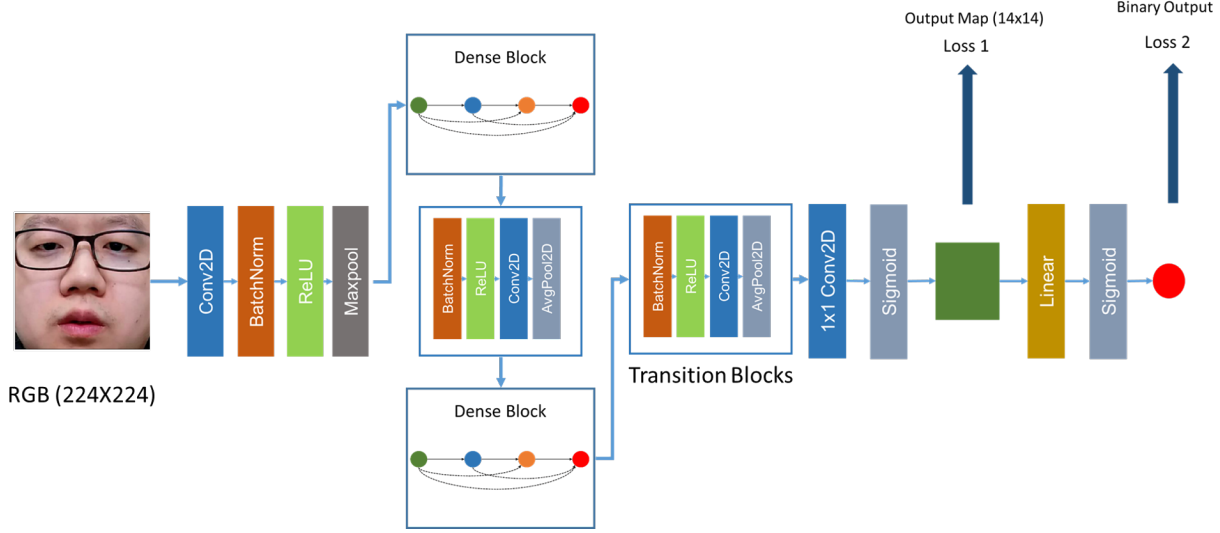 RGB (224X224)
Conv2D
BatchNorm
ReLU
Maxpool
Dense Block
BatchNorm
ReLU
Conv2D
AvgPool2D
Dense Block
BatchNorm
ReLU
Conv2D
AvgPool2D
Transition Blocks
1x1 Conv2D
Sigmoid
Output Map (14x14)
Loss 1
Linear
Sigmoid
Binary Output
Loss 2